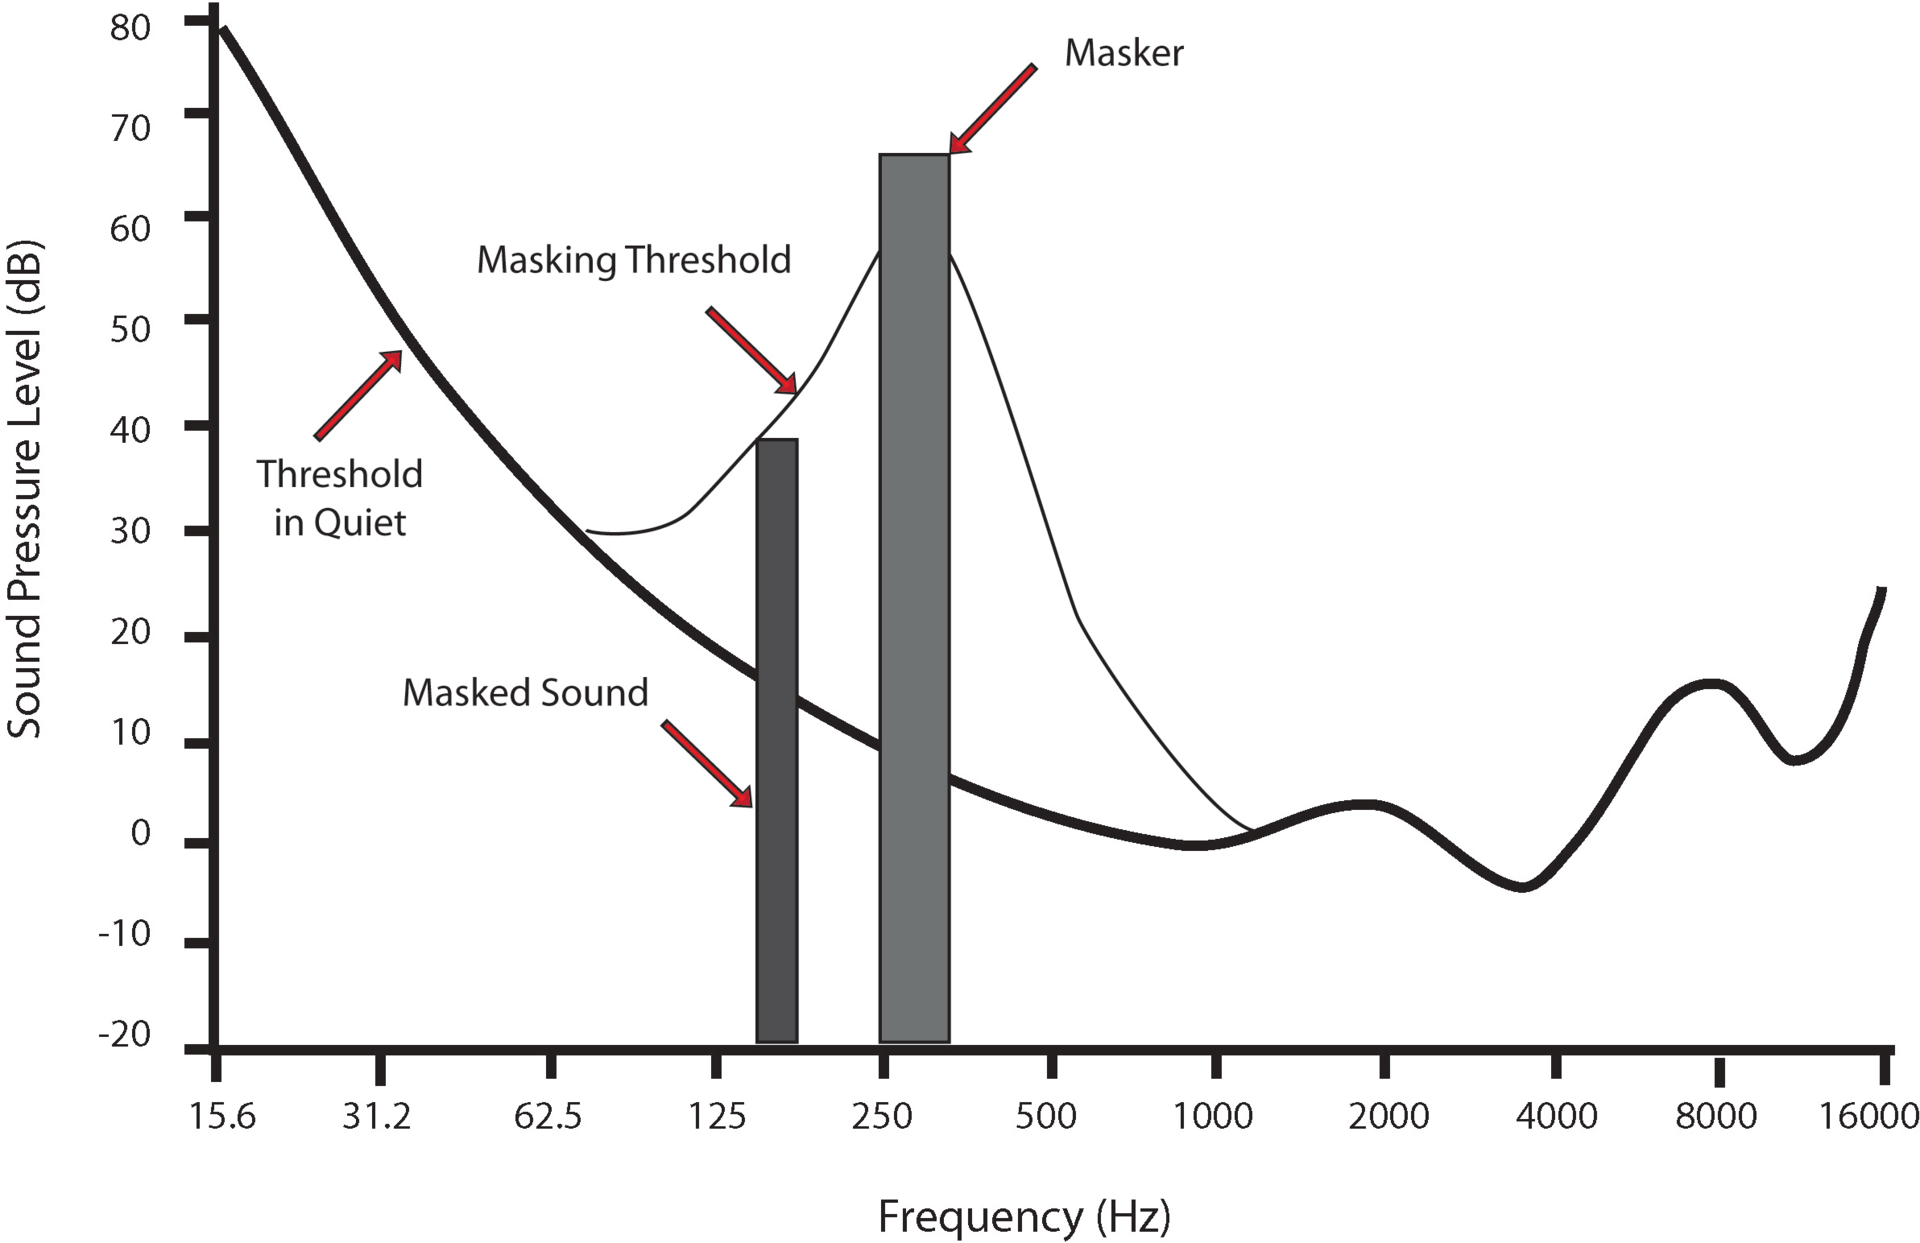 80
70
60
50
40
30
20
10
0
-10
-20
Sound Pressure Level (dB)
Masker
Masking Threshold
Threshold
in Quiet
Masked Sound
15.6 31.2 62.5 125 250 500 1000 2000 4000 8000 16000
Frequency (Hz)